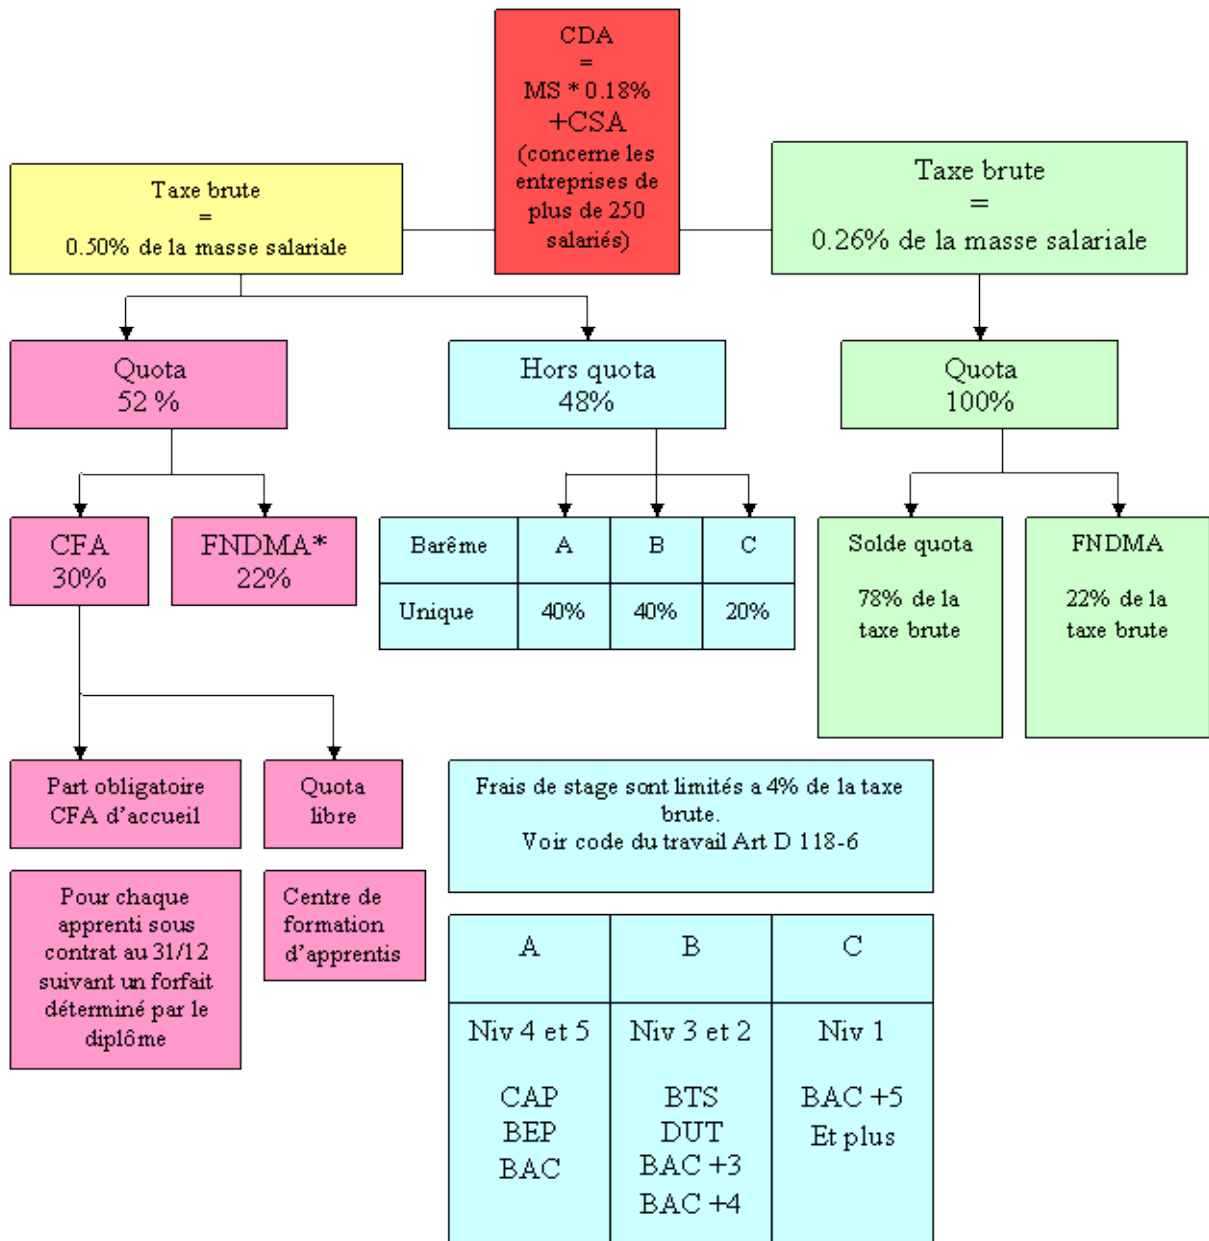 CDA
=
MS * 0.18%
+CSA
(concerne les
entreprises de
plus de 250
salariés)
Taxe brute
=
0.50% de la masse salariale
Taxe brute
=
0.26% de la masse salariale
Quota
52 %
Hors quota
48%
Quota
100%
CFA
30%
FNDMA*
22%
Barême A B C
Unique 40% 40% 20%
Solde quota
78% de la
taxe brute
FNDMA
22% de la
taxe brute
Part obligatoire
CFA d'accueil
Quota
libre
Frais de stage sont limités a 4% de la taxe
brute.
Voir code du travail Art D 118-6
Pour chaque
apprenti sous
contrat au 31/12
suivant un forfait
déterminé par le
diplôme
Centre de
formation
d'apprentis
A B C
Niv 4 et 5 Niv 3 et 2 Niv 1
CAP BTS BAC +5
BEP DUT Et plus
BAC BAC +3
BAC +4